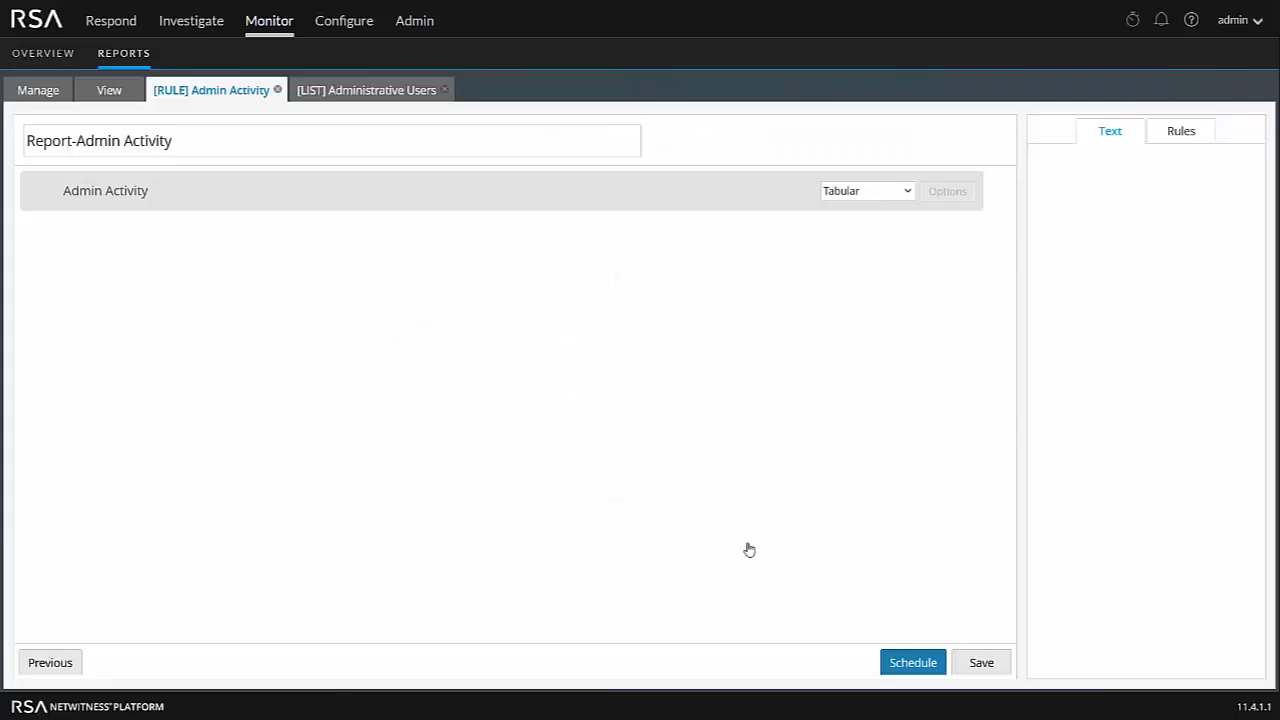 RSA Respond Investigate Monitor Configure Admin admin
OVERVIEW REPORTS
Manage View [RULE] Admin Activity [LIST] Administrative Users
Report-Admin Activity
Text Rules
Admin Activity Tabular Options
Previous Schedule Save
RSA NETWITNESS® PLATFORM 11.4.1.1